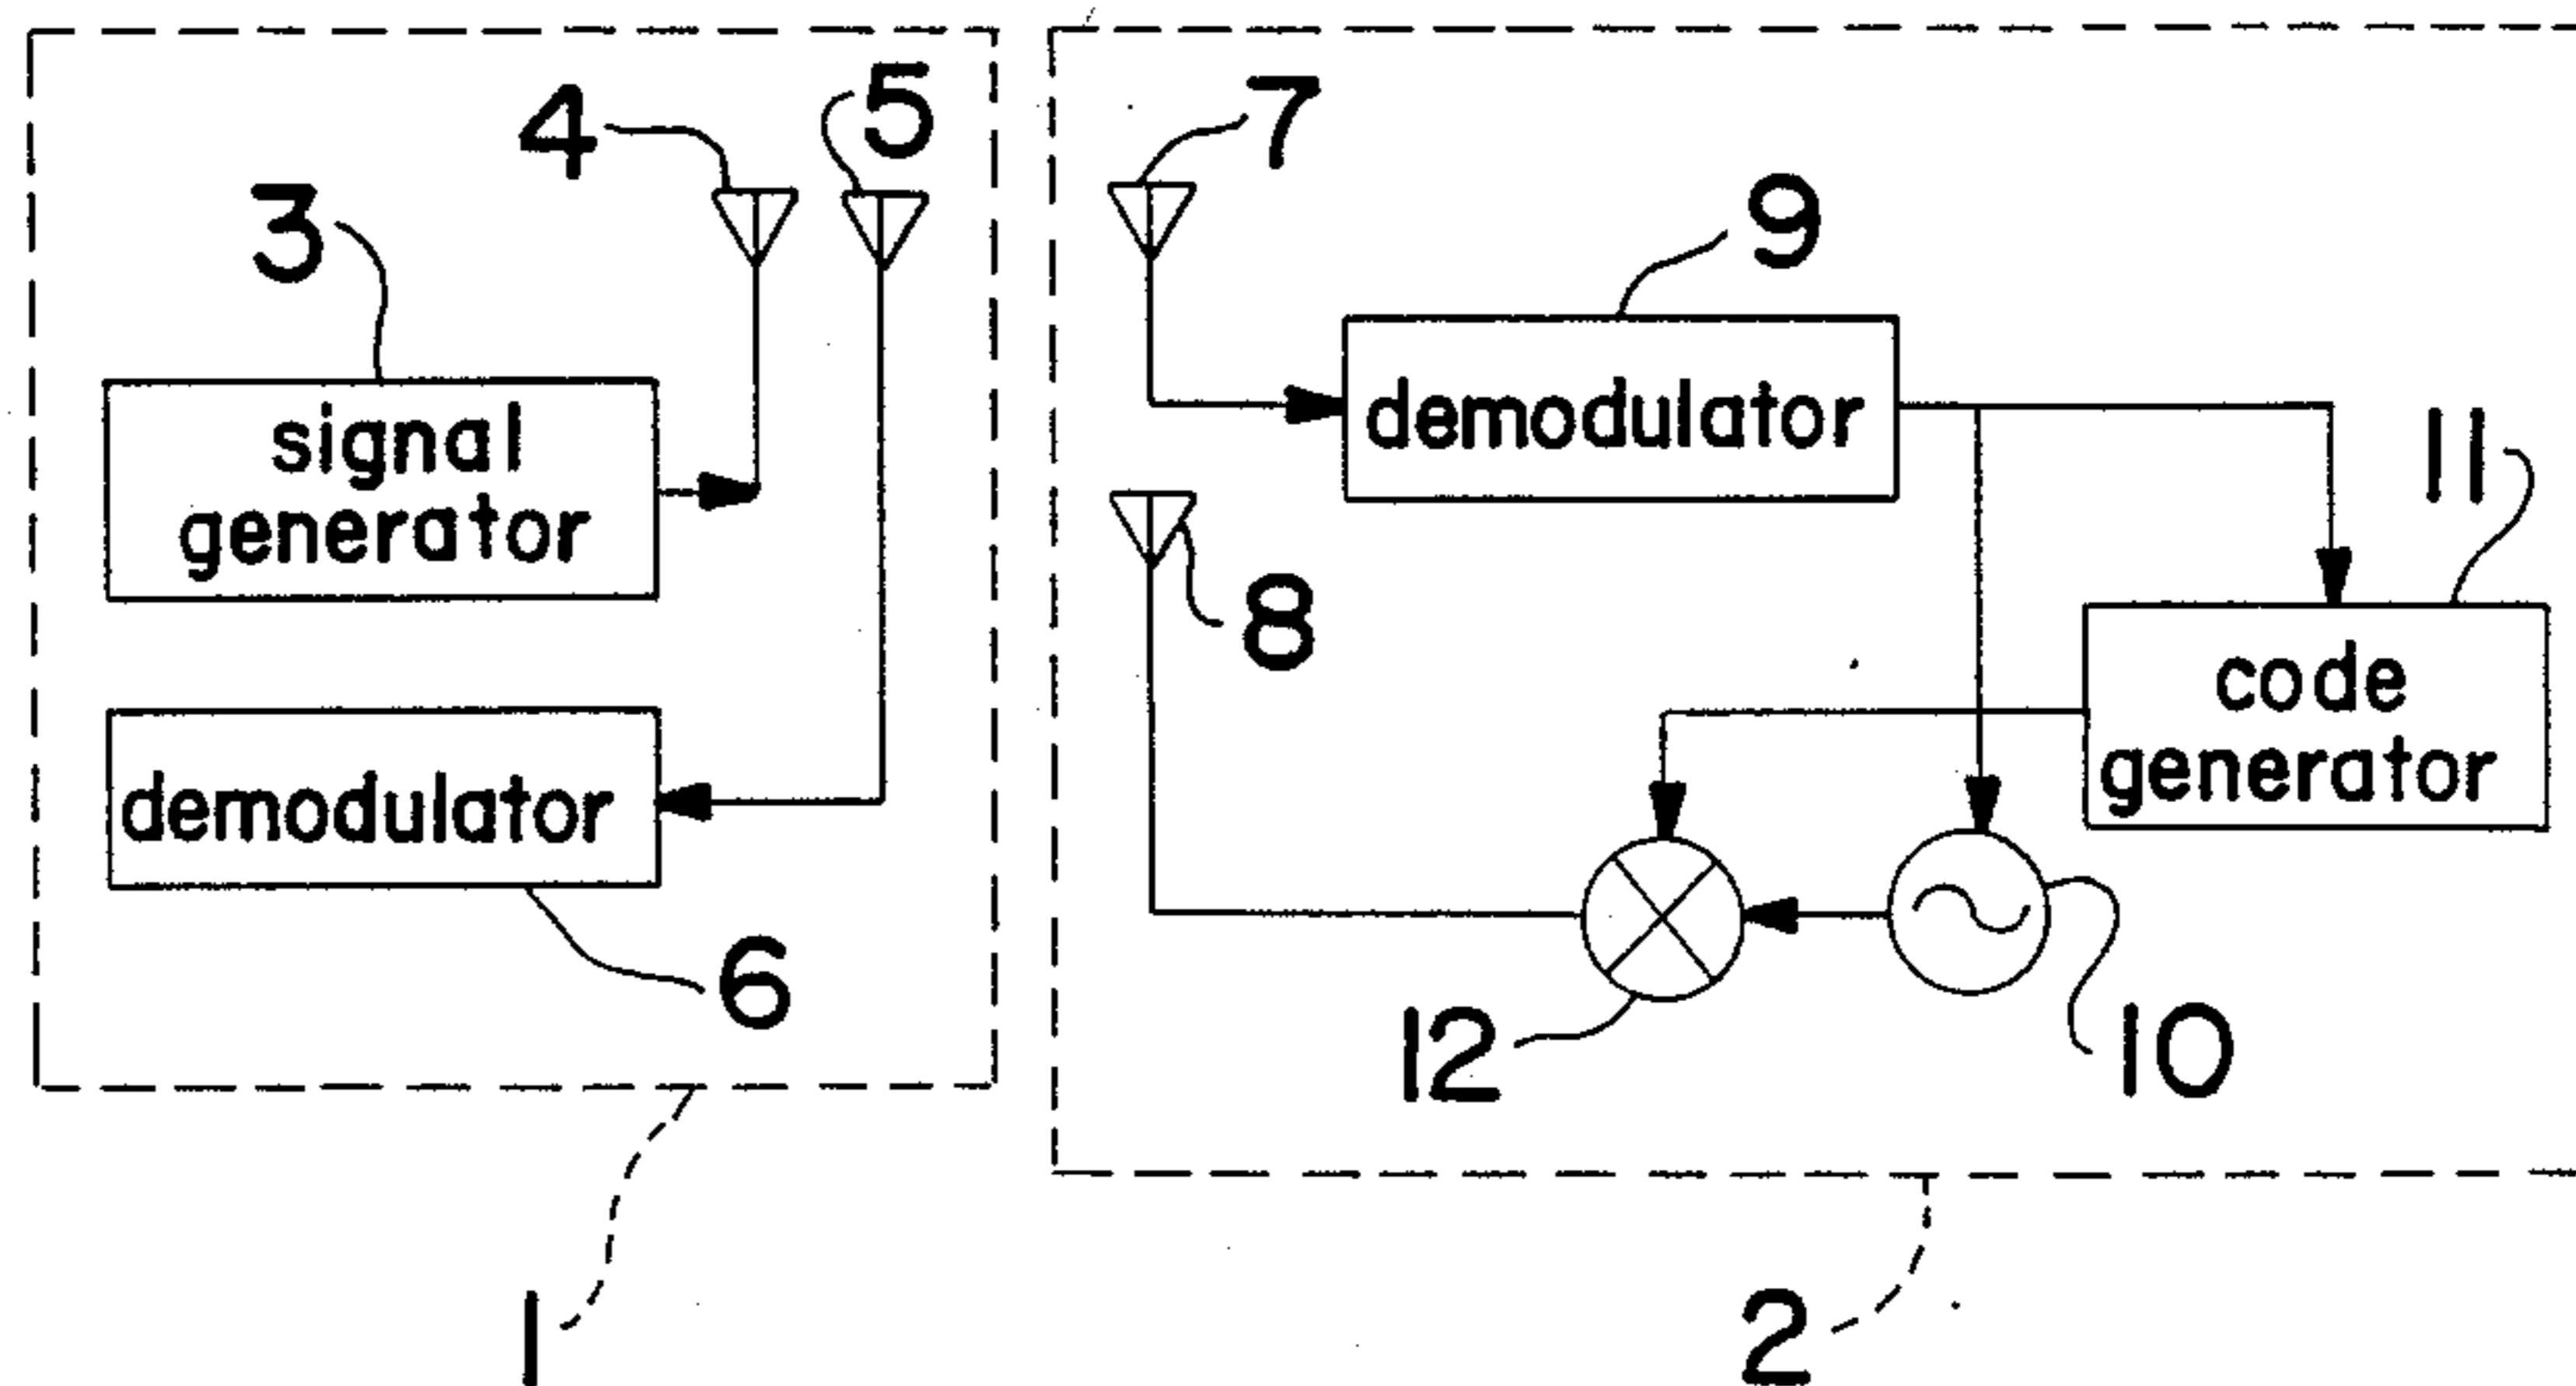 4
5
3
signal
generator
demodulator
6
1
7
9
demodulator
8
11
code
generator
12
10
2